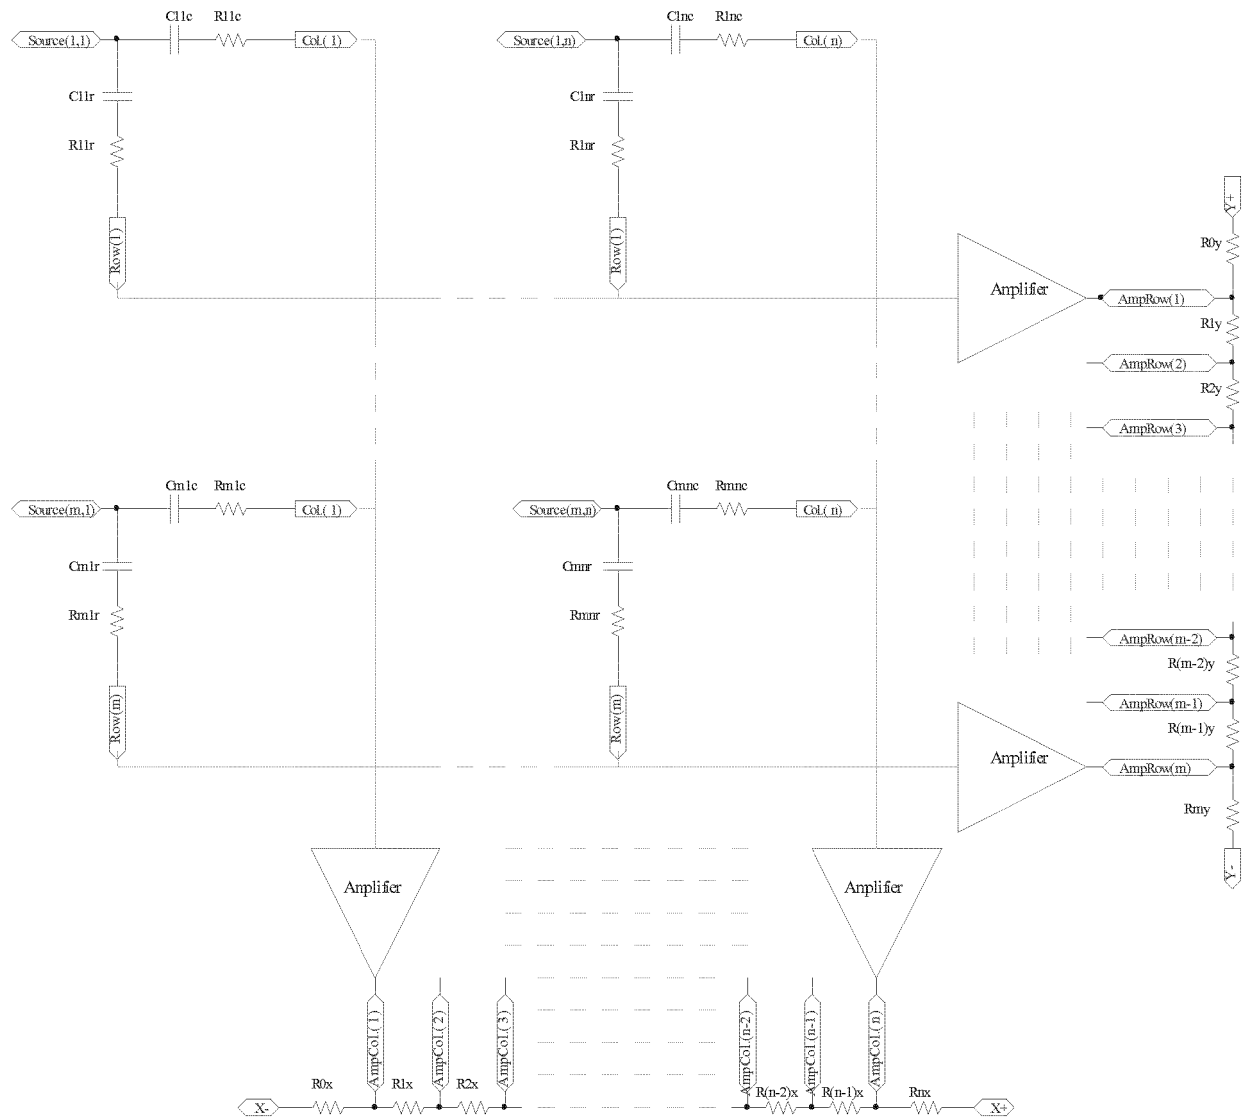 C11c R11c
Source(1,1) Col.( 1)
C11r
R11r
Row(1)
C1nc R1nc
Source(1,n) Col.( n)
C1nr
R1nr
Row(1)
Amplifier
Y+
R0y
AmpRow(1)
R1y
AmpRow(2)
R2y
AmpRow(3)
Cm1c Rm1c
Source(m,1) Col.( 1)
Cm1r
Rm1r
Row(m)
Cmnc Rmnc
Source(m,n) Col.( n)
Cmnr
Rmnr
Row(m)
AmpRow(m-2)
R(m-2)y
AmpRow(m-1)
R(m-1)y
Amplifier
AmpRow(m)
Rmy
Y-
Amplifier
Amplifier
AmpCol.( 1)
AmpCol.( 2)
AmpCol.( 3)
AmpCol.(n-2)
AmpCol.(n-1)
AmpCol.( n)
X- R0x R1x R2x R(n-2)x R(n-1)x Rnx X+